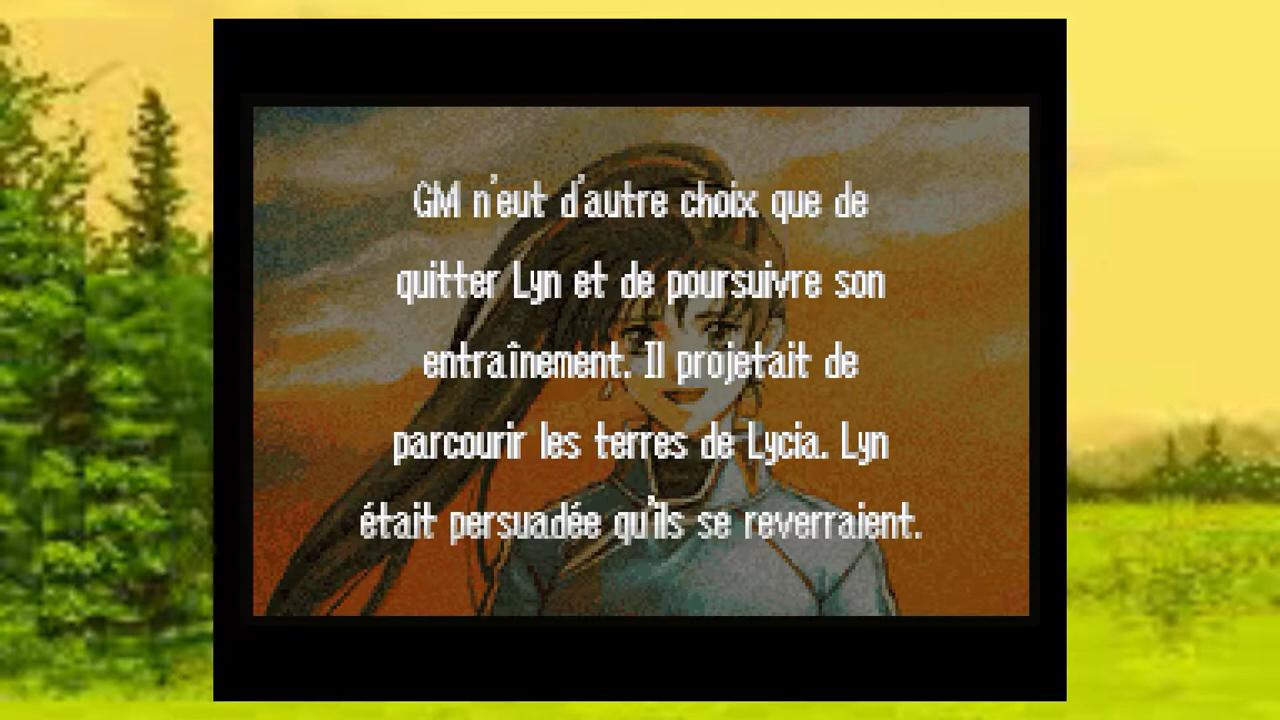 GM n'eut d'autre choix que de
quitter Lyn et de poursuivre son
entraînement. Il projetait de
parcourir les terres de Lycia. Lyn
était persuadée qu'ils se reverraient.